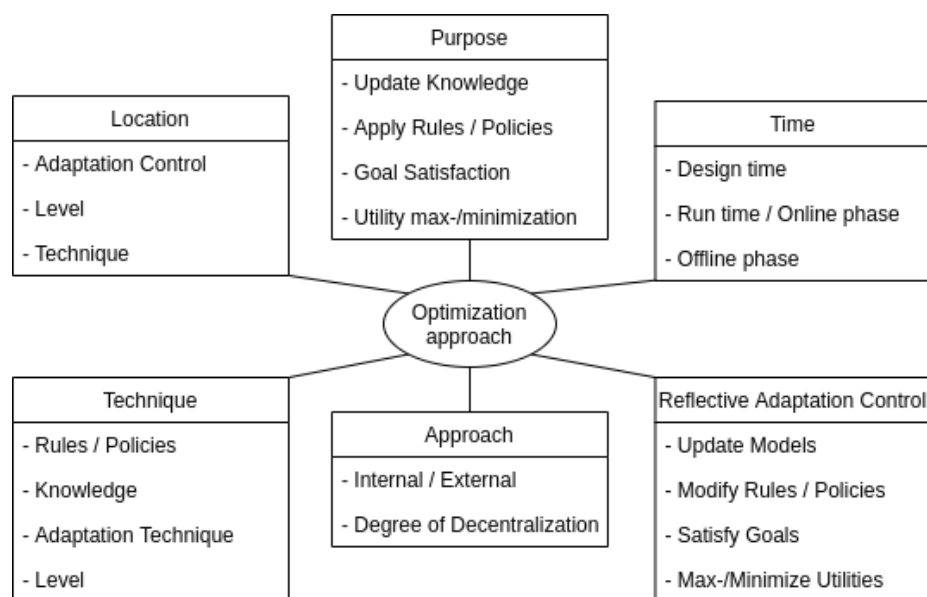 Purpose
- Update Knowledge
- Apply Rules / Policies
- Goal Satisfaction
- Utility max-/minimization
Location
- Adaptation Control
- Level
- Technique
Time
- Design time
- Run time / Online phase
- Offline phase
Optimization
approach
Technique
- Rules / Policies
- Knowledge
- Adaptation Technique
- Level
Approach
- Internal / External
- Degree of Decentralization
Reflective Adaptation Control
- Update Models
- Modify Rules / Policies
- Satisfy Goals
- Max-/Minimize Utilities